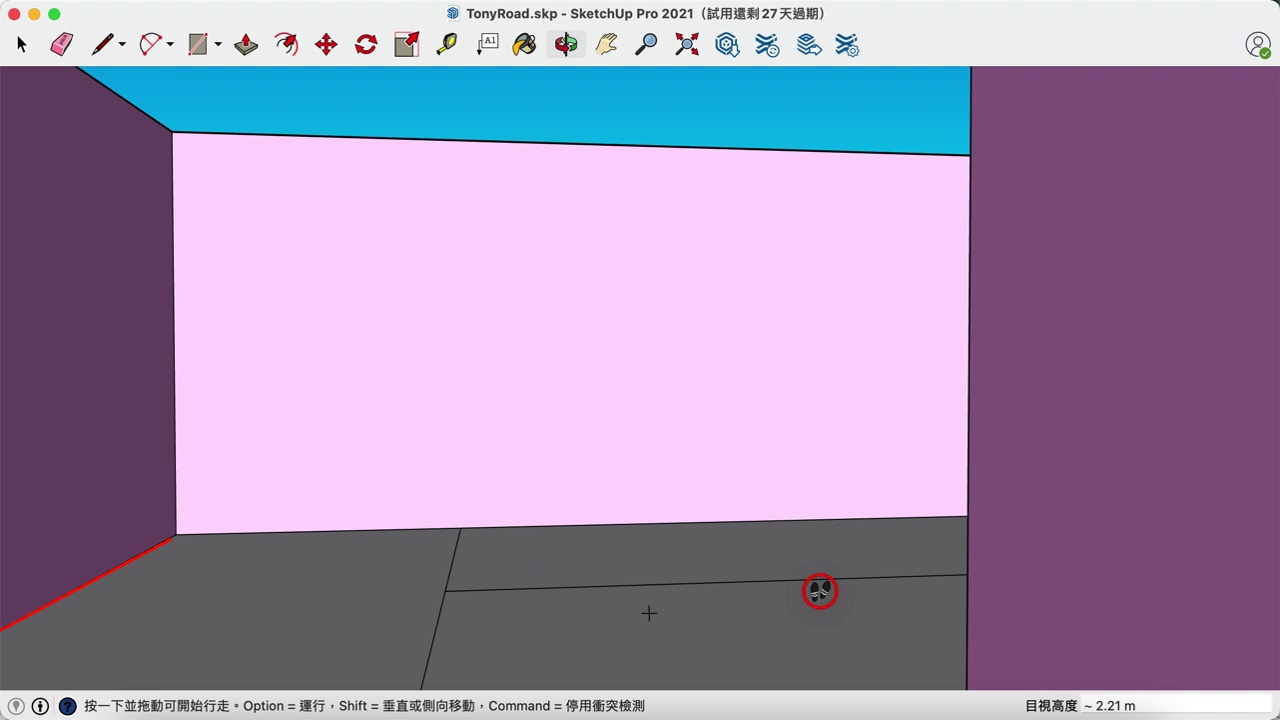 TonyRoad.skp - SketchUp Pro 2021（試用還剩 27 天過期）
A1
按一下並拖動可開始行走。Option = 運行，Shift = 垂直或側向移動，Command = 停用衝突檢測
目視高度 ~ 2.21 m